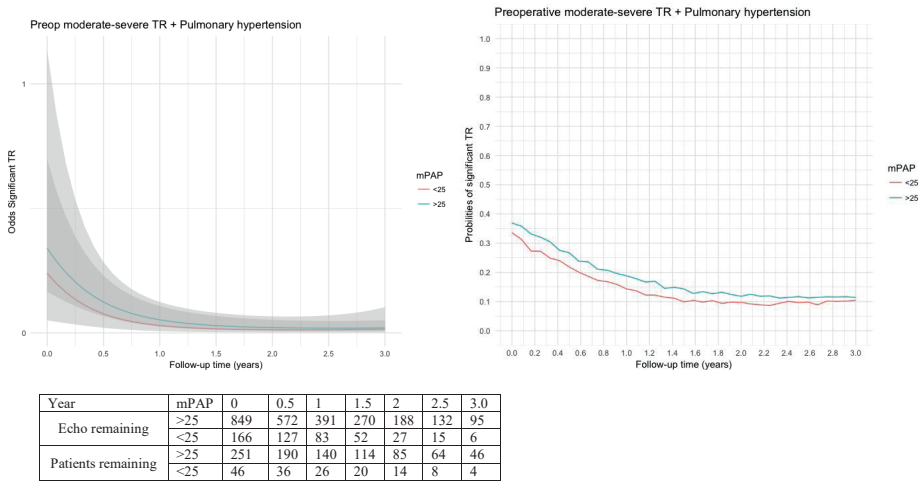 Preop moderate-severe TR + Pulmonary hypertension
Odds Significant TR
1
0
0.0 0.5 1.0 1.5 2.0 2.5 3.0
Follow-up time (years)
mPAP
<25
>25
Preoperative moderate-severe TR + Pulmonary hypertension
Probilities of significant TR
1.0
0.9
0.8
0.7
0.6
0.5
0.4
0.3
0.2
0.1
0.0
0.0 0.2 0.4 0.6 0.8 1.0 1.2 1.4 1.6 1.8 2.0 2.2 2.4 2.6 2.8 3.0
Follow-up time (years)
mPAP
<25
>25
Year mPAP 0 0.5 1 1.5 2 2.5 3.0
Echo remaining >25 849 572 391 270 188 132 95
<25 166 127 83 52 27 15 6
Patients remaining >25 251 190 140 114 85 64 46
<25 46 36 26 20 14 8 4